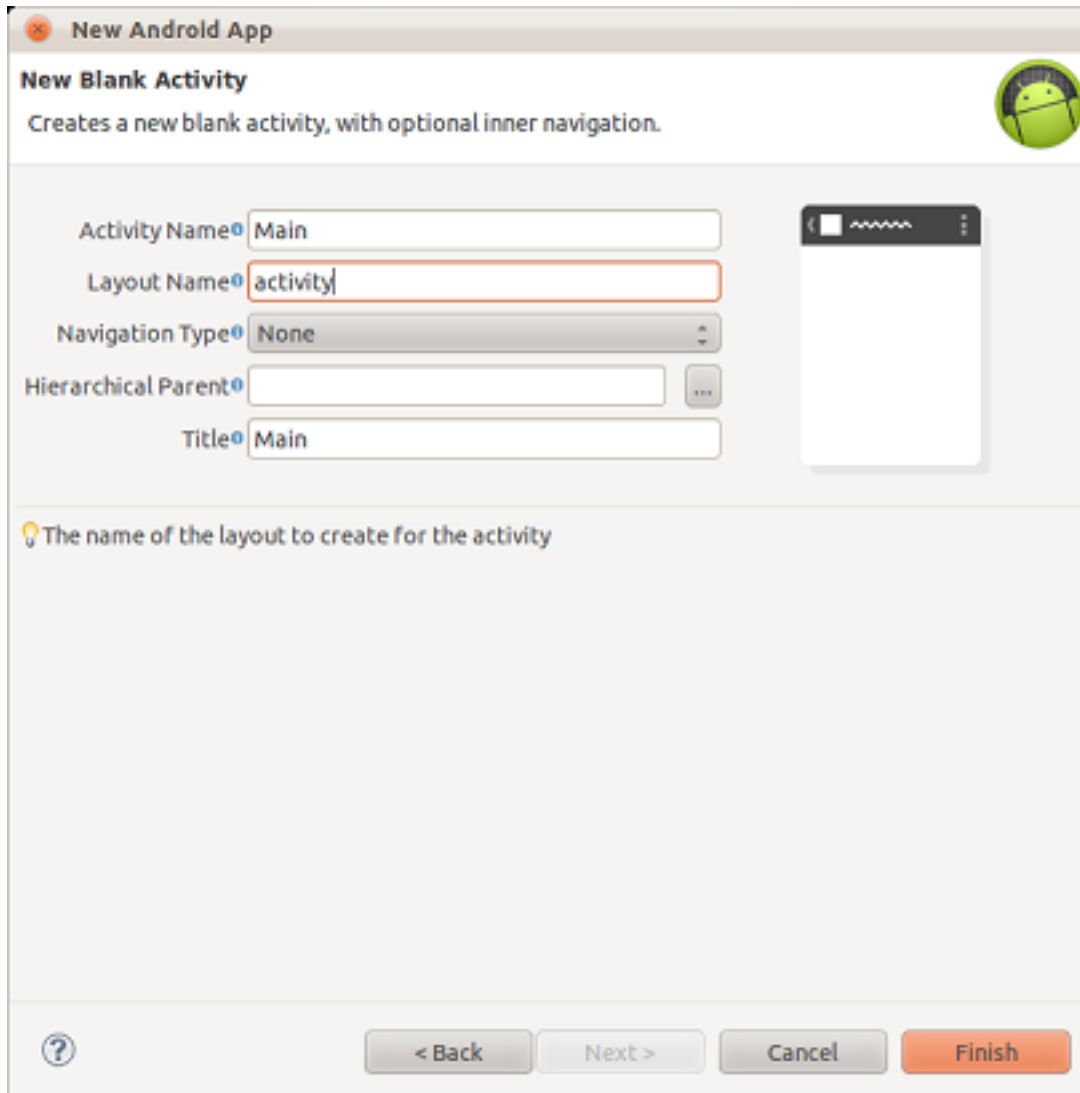 New Android App
New Blank Activity
Creates a new blank activity, with optional inner navigation.
Activity Name Main
Layout Name activity
Navigation Type None
Hierarchical Parent ...
Title Main
The name of the layout to create for the activity
? < Back Next > Cancel Finish